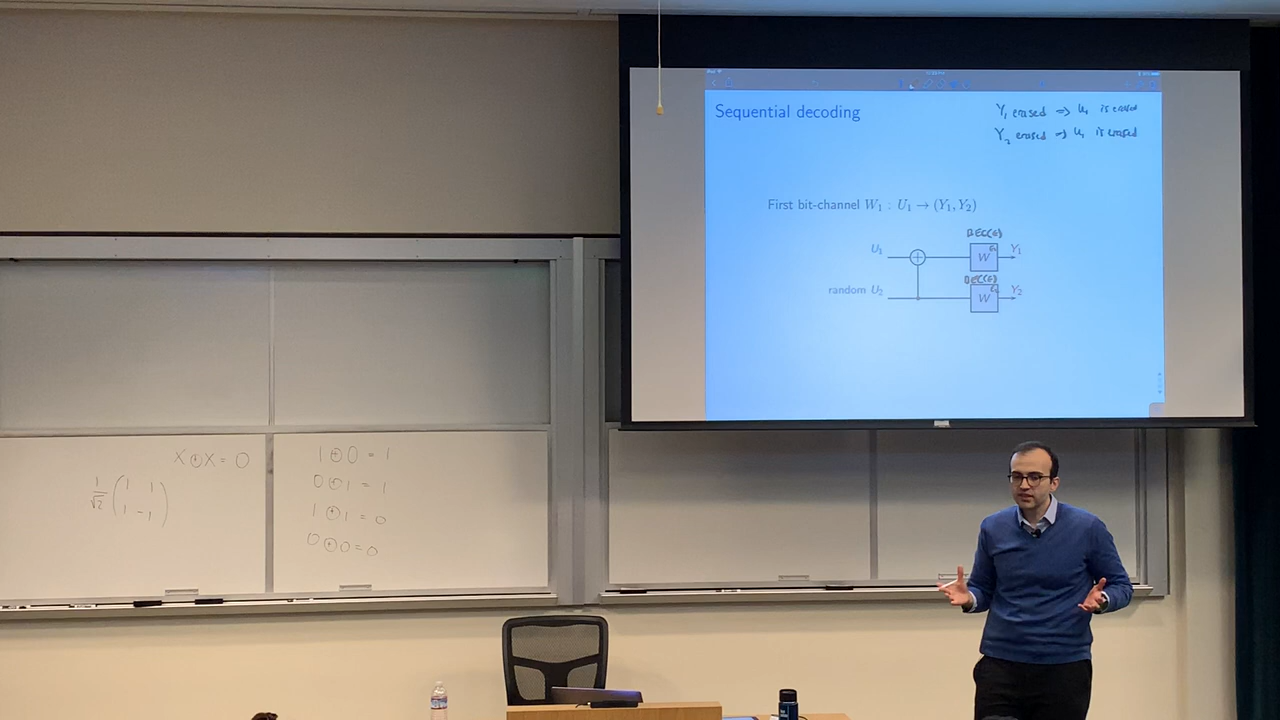 Sequential decoding
Y₁ erased ⇒ u₁ is erased
Y₂ erased ⇒ u₁ is erased
First bit-channel W₁ : U₁ → (Y₁, Y₂)
BEC(ε)
U₁ W Y₁
BEC(ε)
random U₂ W Y₂
X ⊕ X = 0
1/√2 (1 1
1 -1)
1 ⊕ 0 = 1
0 ⊕ 1 = 1
1 ⊕ 1 = 0
0 ⊕ 0 = 0